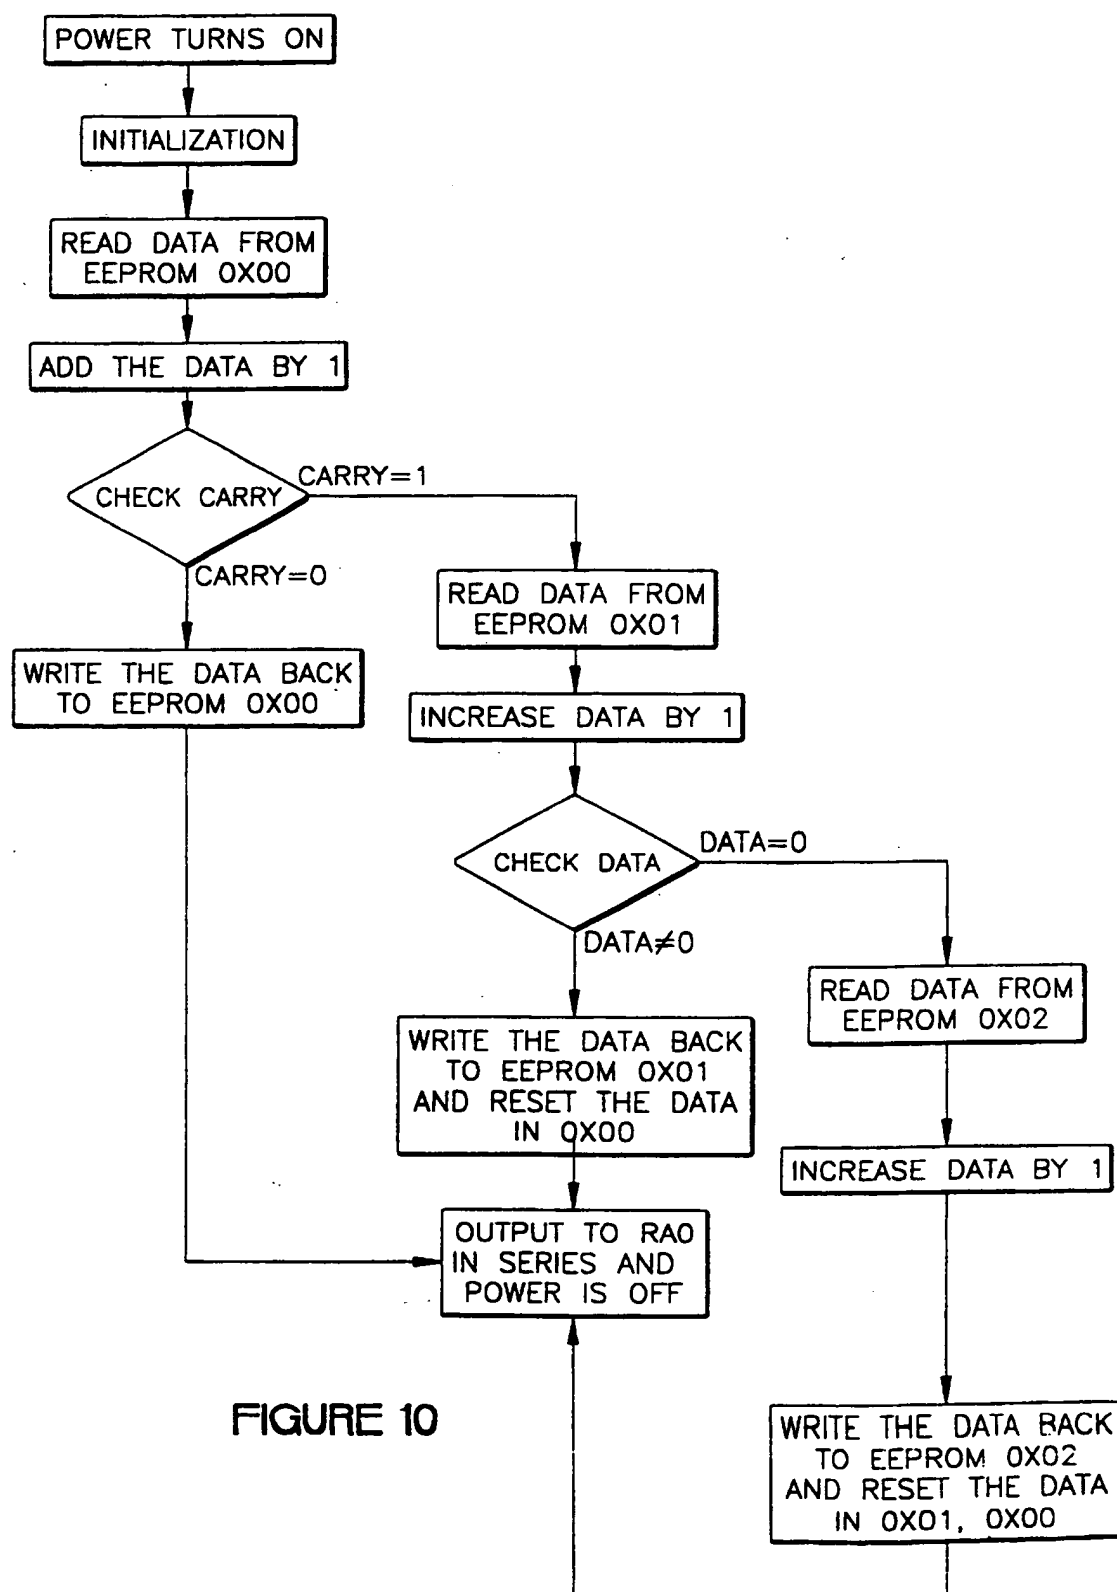 POWER TURNS ON
INITIALIZATION
READ DATA FROM
EEPROM 0X00
ADD THE DATA BY 1
CHECK CARRY
CARRY=1
CARRY=0
WRITE THE DATA BACK
TO EEPROM 0X00
READ DATA FROM
EEPROM 0X01
INCREASE DATA BY 1
CHECK DATA
DATA=0
DATA≠0
WRITE THE DATA BACK
TO EEPROM 0X01
AND RESET THE DATA
IN 0X00
READ DATA FROM
EEPROM 0X02
INCREASE DATA BY 1
OUTPUT TO RA0
IN SERIES AND
POWER IS OFF
WRITE THE DATA BACK
TO EEPROM 0X02
AND RESET THE DATA
IN 0X01, 0X00
FIGURE 10